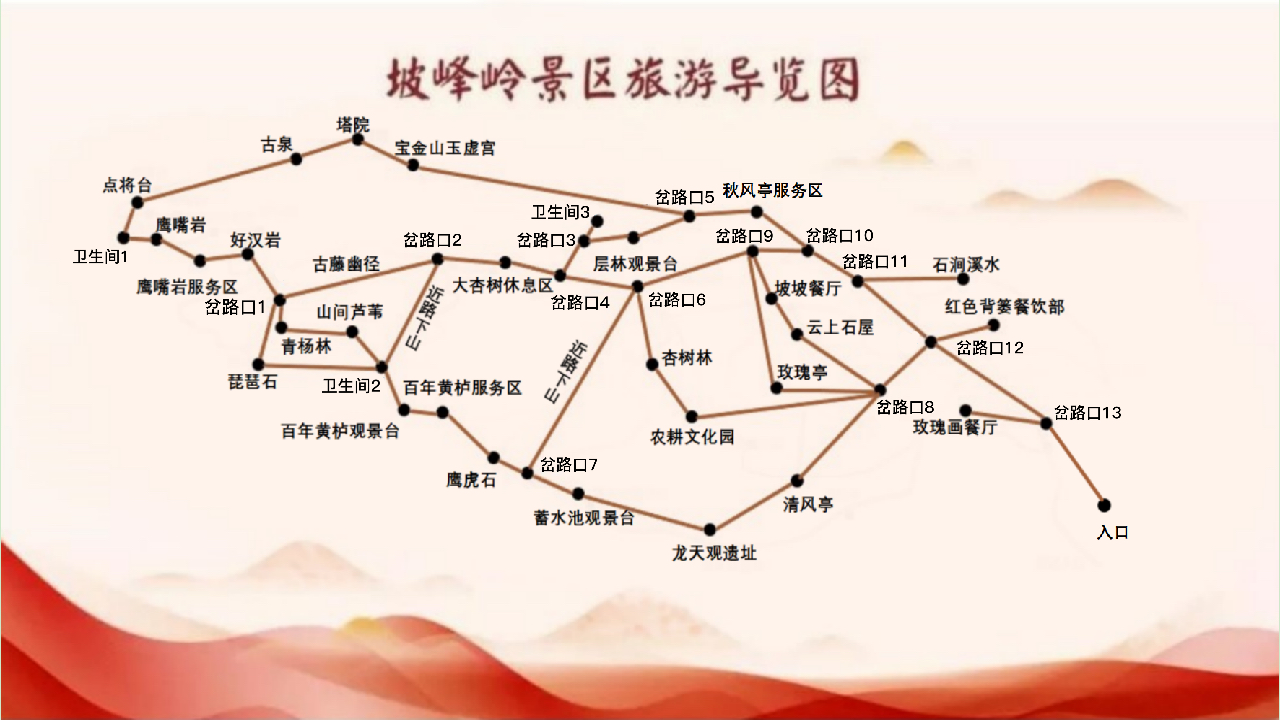 坡峰岭景区旅游导览图
塔院
古泉
宝金山玉虚宫
点将台
岔路口5
秋风亭服务区
卫生间3
鹰嘴岩
卫生间1
好汉岩
岔路口2
岔路口3
岔路口9
岔路口10
古藤幽径
层林观景台
岔路口11
石涧溪水
鹰嘴岩服务区
大杏树休息区
坡坡餐厅
岔路口1
岔路口4
岔路口6
红色背篓餐饮部
山间芦苇
近路下山
云上石屋
青杨林
岔路口12
近路下山
杏树林
琵琶石
卫生间2
百年黄栌服务区
玫瑰亭
岔路口8
岔路口13
百年黄栌观景台
农耕文化园
玫瑰画餐厅
岔路口7
鹰虎石
清风亭
蓄水池观景台
入口
龙天观遗址